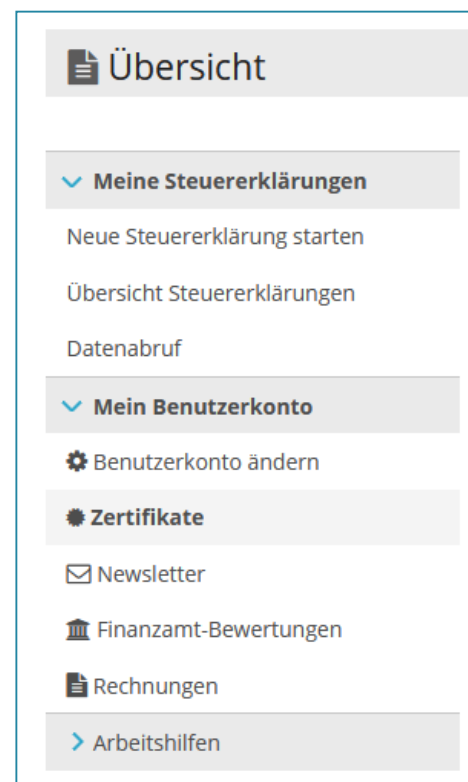 Übersicht
Meine Steuererklärungen
Neue Steuererklärung starten
Übersicht Steuererklärungen
Datenabruf
Mein Benutzerkonto
Benutzerkonto ändern
Zertifikate
Newsletter
Finanzamt-Bewertungen
Rechnungen
Arbeitshilfen